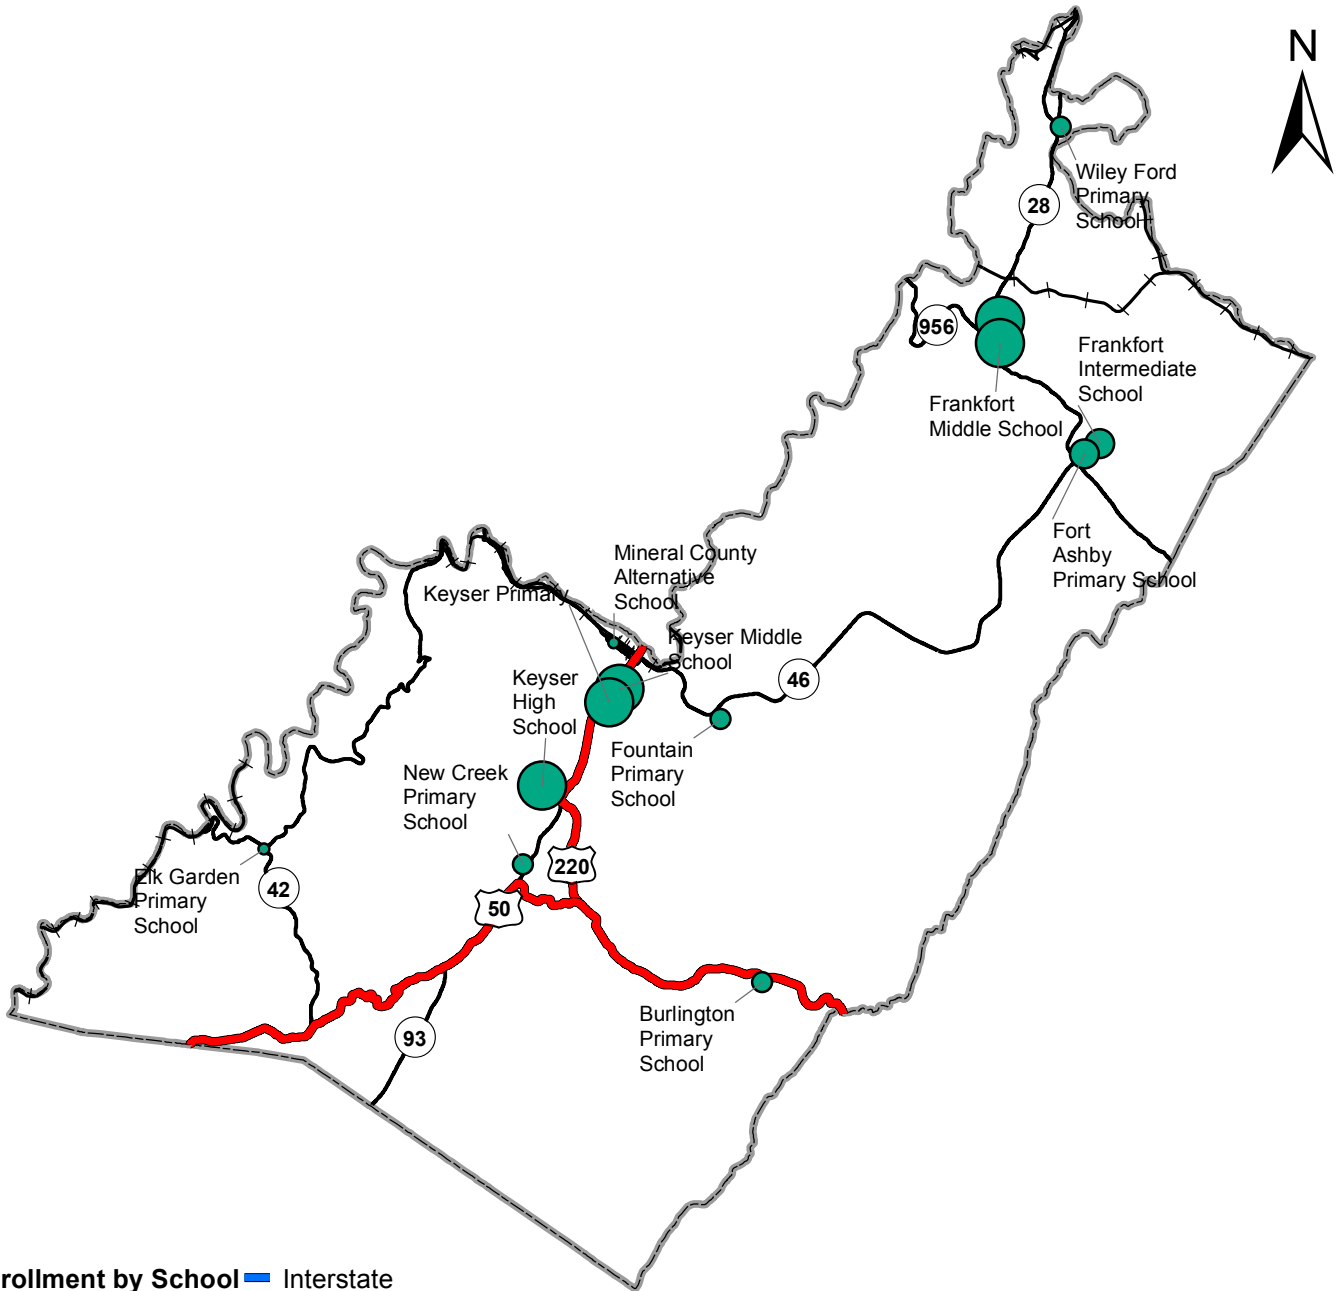 N
Wiley Ford
Primary
School
28
956
Frankfort
Intermediate
School
Frankfort
Middle School
Fort
Ashby
Primary School
Mineral County
Alternative
School
Keyser Primary
Keyser Middle
School
46
Keyser
High
School
Fountain
Primary
School
New Creek
Primary
School
220
50
Elk Garden
Primary
School
42
Burlington
Primary
School
93
rollment by School
Interstate